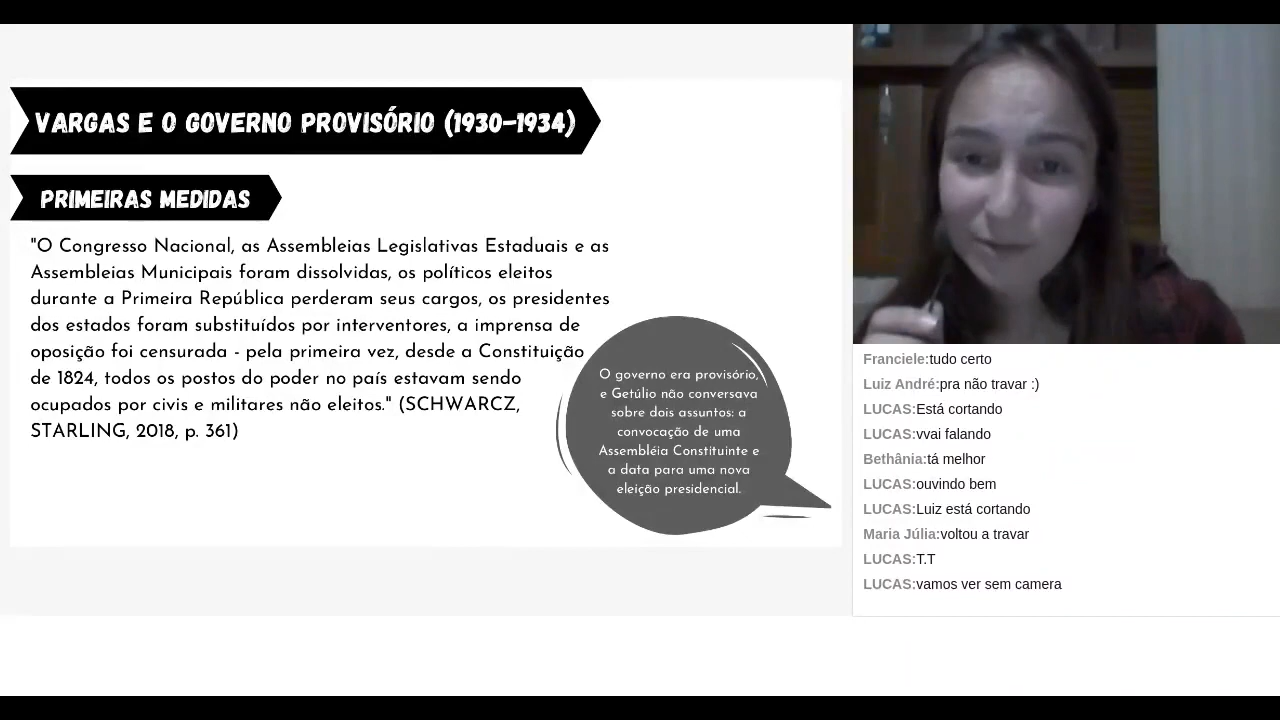 VARGAS E O GOVERNO PROVISÓRIO (1930-1934)
PRIMEIRAS MEDIDAS
"O Congresso Nacional, as Assembleias Legislativas Estaduais e as
Assembleias Municipais foram dissolvidas, os políticos eleitos
durante a Primeira República perderam seus cargos, os presidentes
dos estados foram substituídos por interventores, a imprensa de
oposição foi censurada - pela primeira vez, desde a Constituição
de 1824, todos os postos do poder no país estavam sendo
ocupados por civis e militares não eleitos." (SCHWARCZ,
STARLING, 2018, p. 361)
O governo era provisório,
e Getúlio não conversava
sobre dois assuntos: a
convocação de uma
Assembléia Constituinte e
a data para uma nova
eleição presidencial.
Franciele:tudo certo
Luiz André:pra não travar :)
LUCAS:Está cortando
LUCAS:vvai falando
Bethânia:tá melhor
LUCAS:ouvindo bem
LUCAS:Luiz está cortando
Maria Júlia:voltou a travar
LUCAS:T.T
LUCAS:vamos ver sem camera